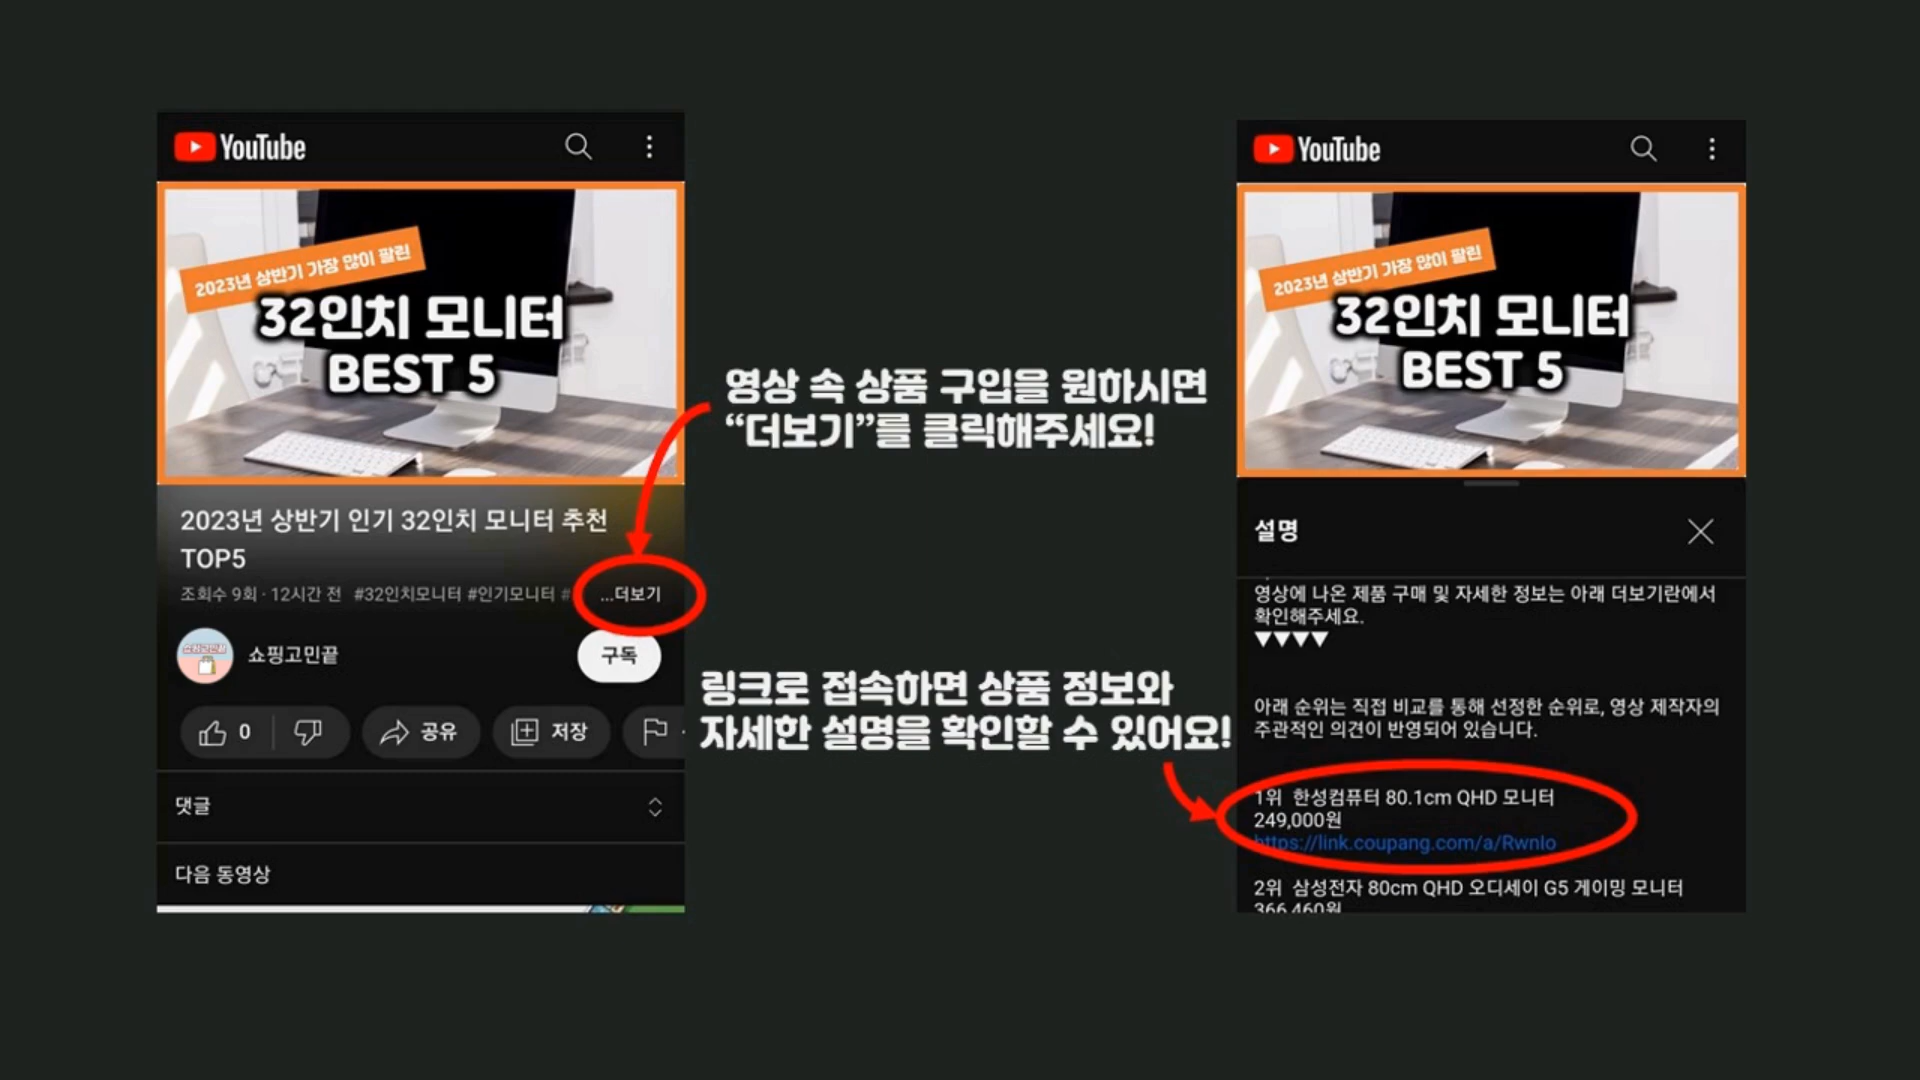 YouTube
2023년 상반기 가장 많이 팔린
32인치 모니터
BEST 5
2023년 상반기 인기 32인치 모니터 추천
TOP5
조회수 9회 · 12시간 전 #32인치모니터 #인기모니터 # ...더보기
쇼핑고민끝
쇼핑고민끝
구독
0
공유
저장
댓글
다음 동영상
영상 속 상품 구입을 원하시면
“더보기”를 클릭해주세요!
링크로 접속하면 상품 정보와
자세한 설명을 확인할 수 있어요!
YouTube
2023년 상반기 가장 많이 팔린
32인치 모니터
BEST 5
설명
영상에 나온 제품 구매 및 자세한 정보는 아래 더보기란에서
확인해주세요.
▼▼▼▼
아래 순위는 직접 비교를 통해 선정한 순위로, 영상 제작자의
주관적인 의견이 반영되어 있습니다.
1위 한성컴퓨터 80.1cm QHD 모니터
249,000원
https://link.coupang.com/a/RwnIo
2위 삼성전자 80cm QHD 오디세이 G5 게이밍 모니터
366,460원